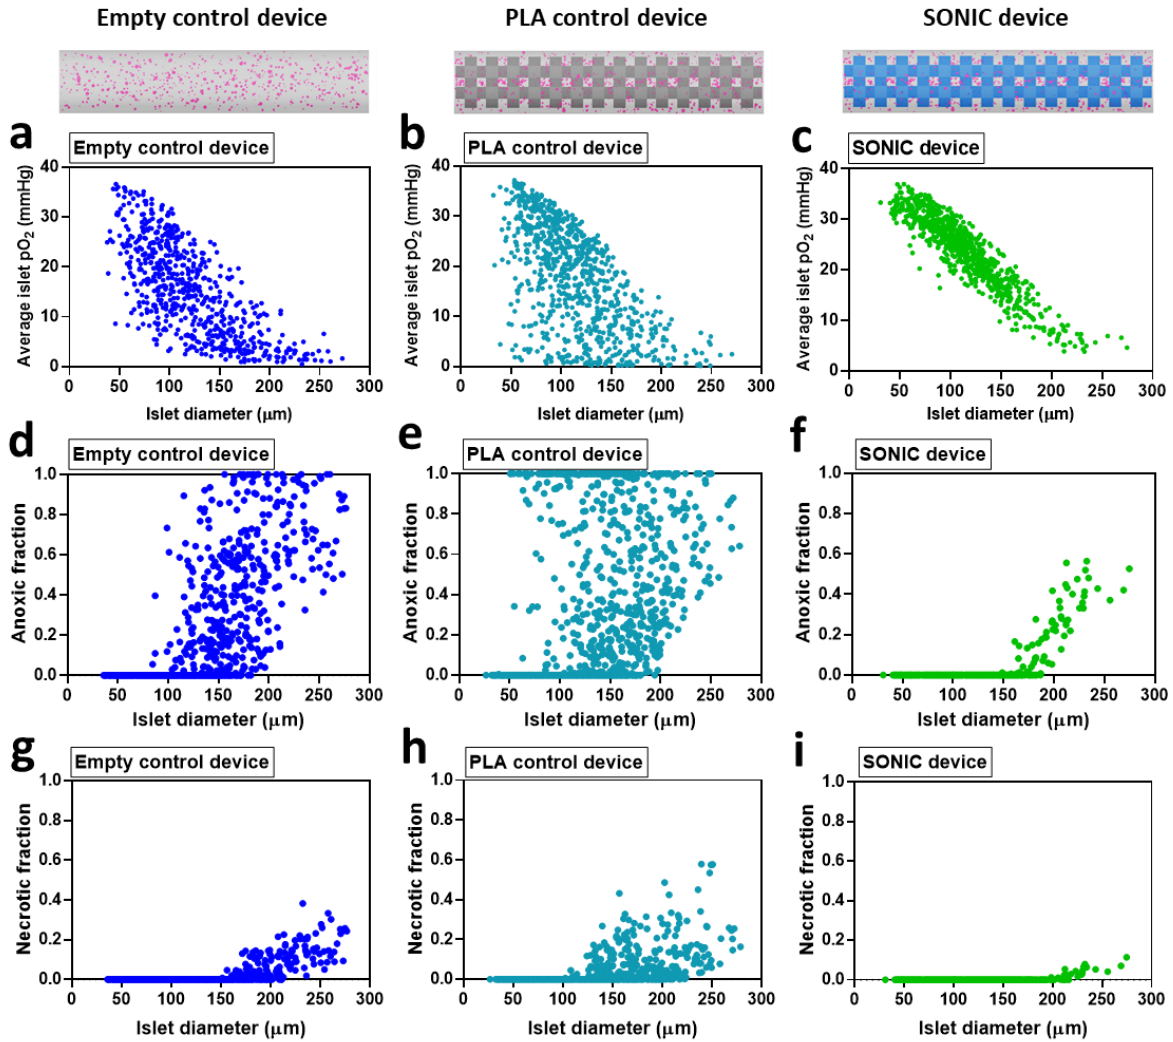 Empty control device
PLA control device
SONIC device
a
Empty control device
Average islet pO2 (mmHg)
40
30
20
10
0
0 50 100 150 200 250 300
Islet diameter (μm)
b
PLA control device
Average islet pO2 (mmHg)
40
30
20
10
0
0 50 100 150 200 250 300
Islet diameter (μm)
c
SONIC device
Average islet pO2 (mmHg)
40
30
20
10
0
0 50 100 150 200 250 300
Islet diameter (μm)
d
Empty control device
Anoxic fraction
1.0
0.8
0.6
0.4
0.2
0.0
0 50 100 150 200 250 300
Islet diameter (μm)
e
PLA control device
Anoxic fraction
1.0
0.8
0.6
0.4
0.2
0.0
0 50 100 150 200 250 300
Islet diameter (μm)
f
SONIC device
Anoxic fraction
1.0
0.8
0.6
0.4
0.2
0.0
0 50 100 150 200 250 300
Islet diameter (μm)
g
Empty control device
Necrotic fraction
1.0
0.8
0.6
0.4
0.2
0.0
0 50 100 150 200 250 300
Islet diameter (μm)
h
PLA control device
Necrotic fraction
1.0
0.8
0.6
0.4
0.2
0.0
0 50 100 150 200 250 300
Islet diameter (μm)
i
SONIC device
Necrotic fraction
1.0
0.8
0.6
0.4
0.2
0.0
0 50 100 150 200 250 300
Islet diameter (μm)